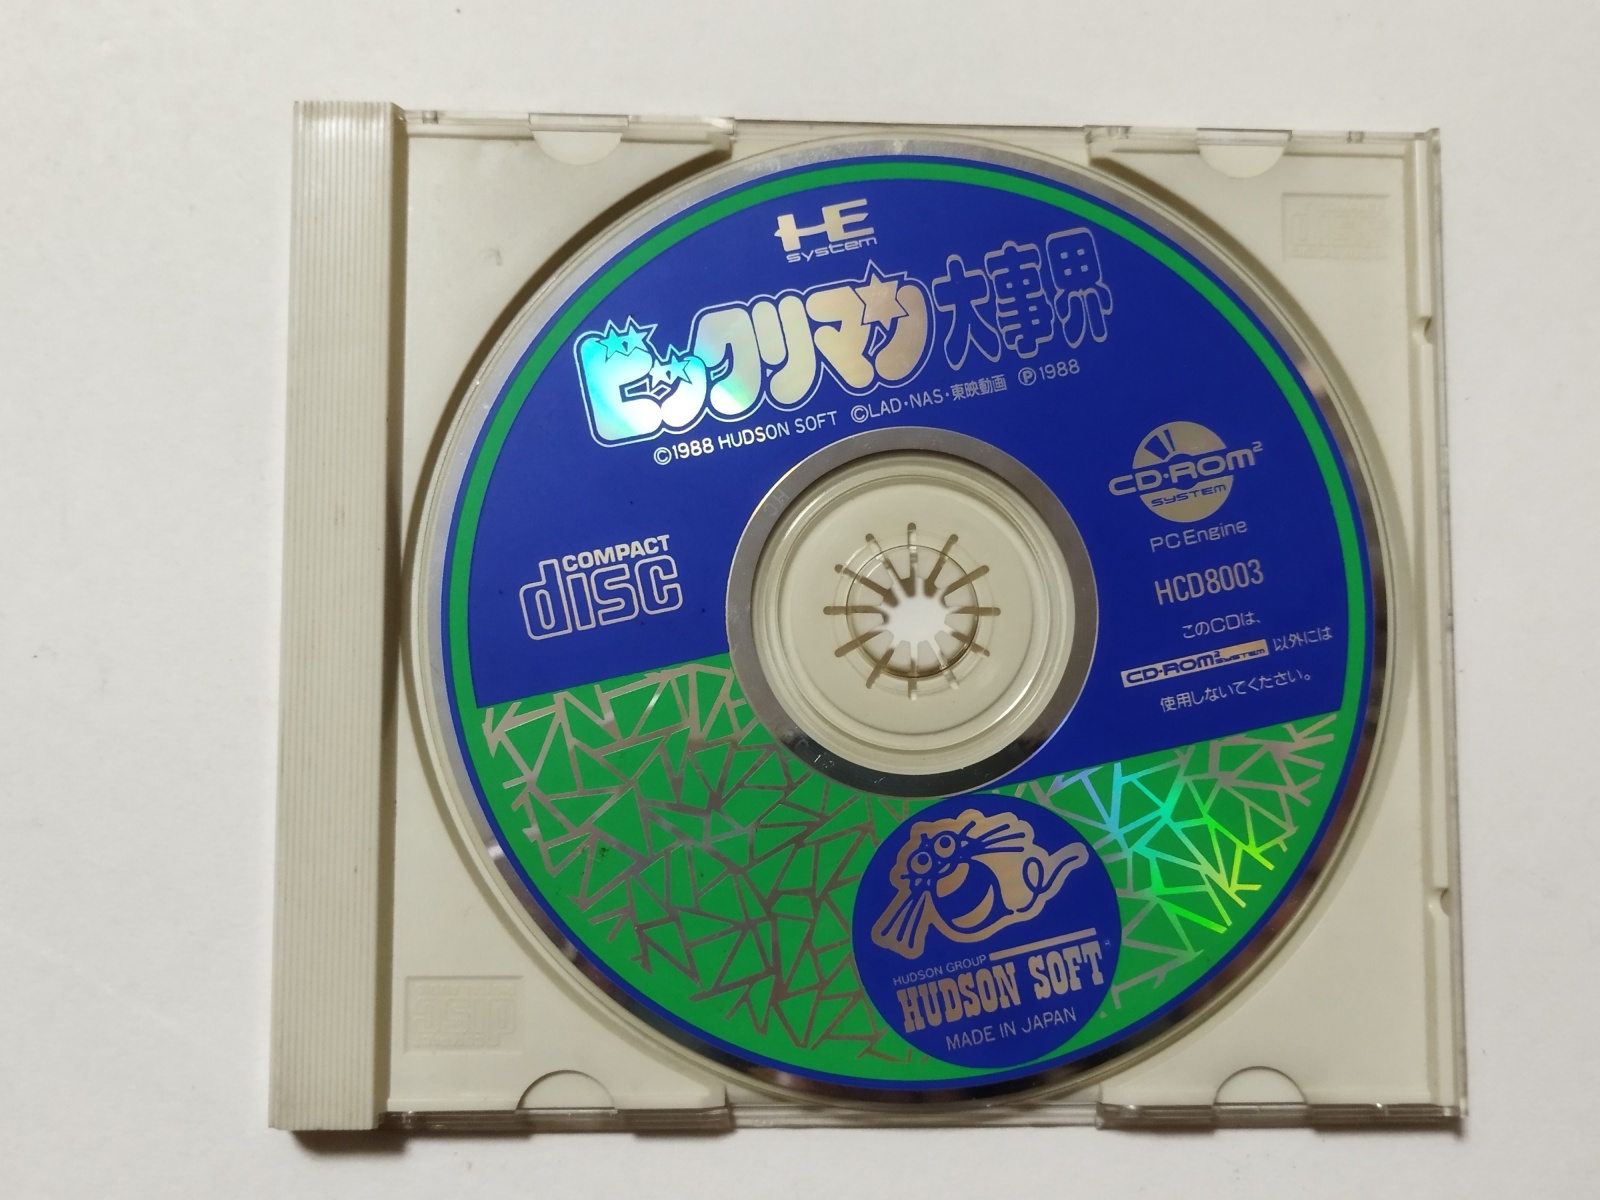 HE
system
ビックリマン大事界
©1988 HUDSON SOFT ©LAD・NAS・東映動画 Ⓟ1988
CD-ROM²
SYSTEM
PC Engine
HCD8003
COMPACT
disc
このCDは、
CD-ROM² SYSTEM 以外には
使用しないでください。
HUDSON GROUP
HUDSON SOFT®
MADE IN JAPAN